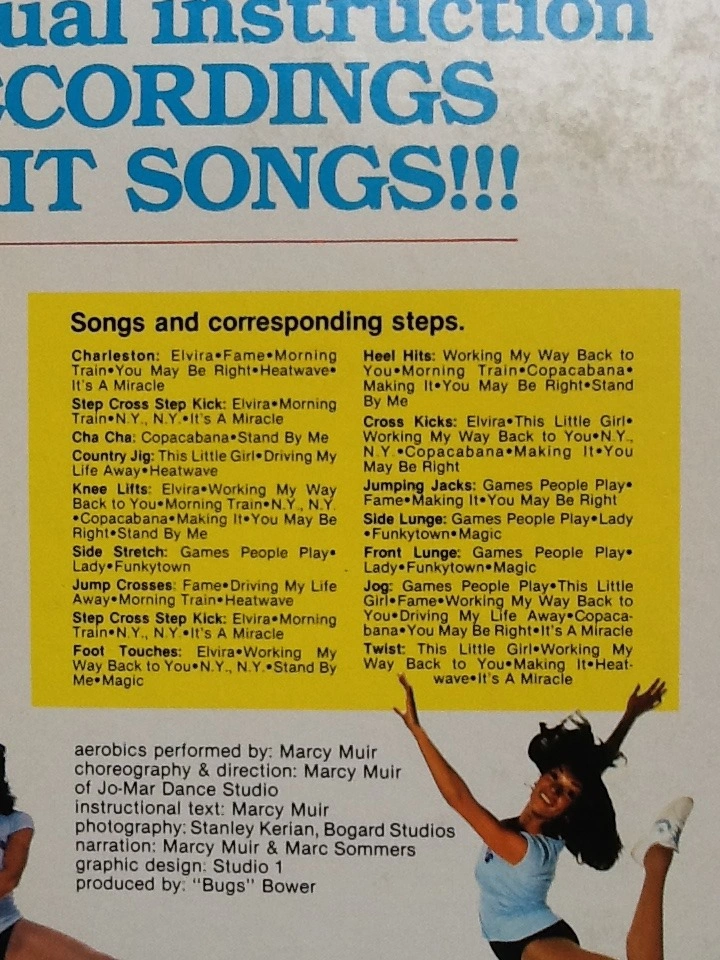 ual instruction
CORDINGS
IT SONGS!!!
Songs and corresponding steps.
Charleston: Elvira•Fame•Morning
Train•You May Be Right•Heatwave•
It's A Miracle
Step Cross Step Kick: Elvira•Morning
Train•N.Y., N.Y.•It's A Miracle
Cha Cha: Copacabana•Stand By Me
Country Jig: This Little Girl•Driving My
Life Away•Heatwave
Knee Lifts: Elvira•Working My Way
Back to You•Morning Train•N.Y., N.Y.
•Copacabana•Making It•You May Be
Right•Stand By Me
Side Stretch: Games People Play•
Lady•Funkytown
Jump Crosses: Fame•Driving My Life
Away•Morning Train•Heatwave
Step Cross Step Kick: Elvira•Morning
Train•N.Y., N.Y.•It's A Miracle
Foot Touches: Elvira•Working My
Way Back to You•N.Y., N.Y.•Stand By
Me•Magic
Heel Hits: Working My Way Back to
You•Morning Train•Copacabana•
Making It•You May Be Right•Stand
By Me
Cross Kicks: Elvira•This Little Girl•
Working My Way Back to You•N.Y.,
N.Y.•Copacabana•Making It•You
May Be Right
Jumping Jacks: Games People Play•
Fame•Making It•You May Be Right
Side Lunge: Games People Play•Lady
•Funkytown•Magic
Front Lunge: Games People Play•
Lady•Funkytown•Magic
Jog: Games People Play•This Little
Girl•Fame•Working My Way Back to
You•Driving My Life Away•Copaca-
bana•You May Be Right•It's A Miracle
Twist: This Little Girl•Working My
Way Back to You•Making It•Heat-
wave•It's A Miracle
aerobics performed by: Marcy Muir
choreography & direction: Marcy Muir
of Jo-Mar Dance Studio
instructional text: Marcy Muir
photography: Stanley Kerian, Bogard Studios
narration: Marcy Muir & Marc Sommers
graphic design: Studio 1
produced by: "Bugs" Bower